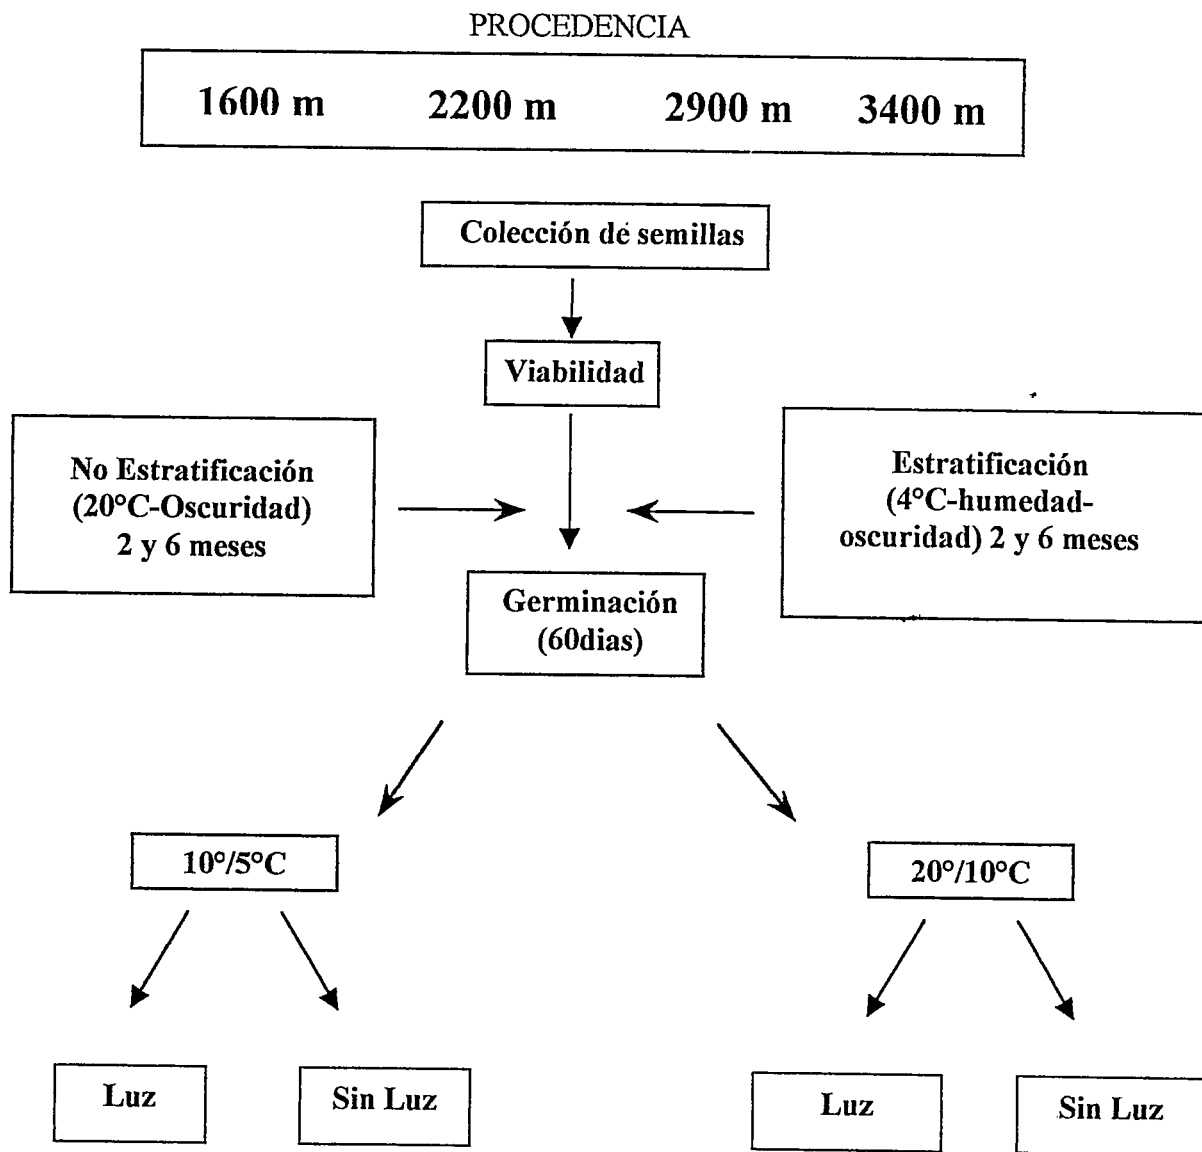 PROCEDENCIA
1600 m 2200 m 2900 m 3400 m
Colección de semillas
Viabilidad
No Estratificación
(20°C-Oscuridad)
2 y 6 meses
Estratificación
(4°C-humedad-
oscuridad) 2 y 6 meses
Germinación
(60dias)
10°/5°C
20°/10°C
Luz
Sin Luz
Luz
Sin Luz